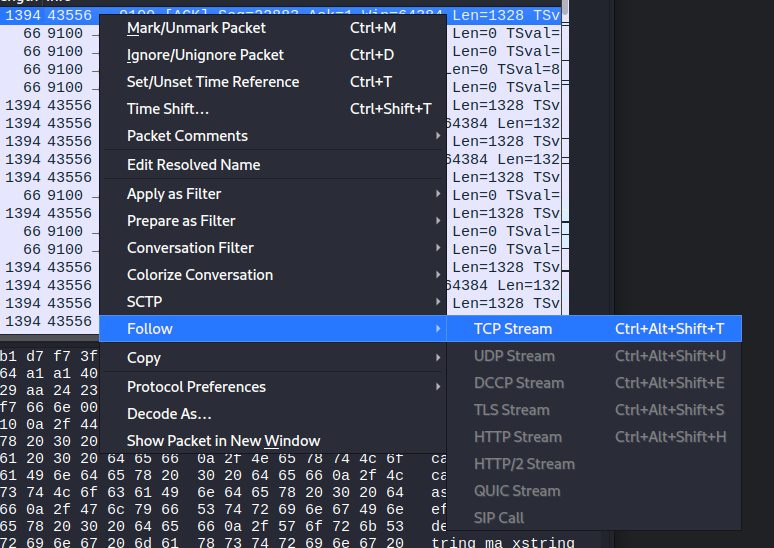 1394 43556 → 9100 [ACK] Seq=22883 Ack=1 Win=64384 Len=1328 TSv
66 9100 → Len=0 TSval=
66 9100 → Len=0 TSval=
66 9100 → Len=0 TSval=8
66 9100 → Len=0 TSval=
1394 43556 Len=1328 TSv
1394 43556 64384 Len=132
1394 43556 Len=1328 TSv
1394 43556 64384 Len=132
1394 43556 Len=1328 TSv
66 9100 → Len=0 TSval=
1394 43556 Len=1328 TSv
66 9100 → Len=0 TSval=
66 9100 → Len=0 TSval=
1394 43556 Len=1328 TSv
1394 43556 64384 Len=132
1394 43556 Len=1328 TSv
1394 43556 Len=1328 TSv
Mark/Unmark Packet Ctrl+M
Ignore/Unignore Packet Ctrl+D
Set/Unset Time Reference Ctrl+T
Time Shift… Ctrl+Shift+T
Packet Comments
Edit Resolved Name
Apply as Filter
Prepare as Filter
Conversation Filter
Colorize Conversation
SCTP
Follow
Copy
Protocol Preferences
Decode As…
Show Packet in New Window
TCP Stream Ctrl+Alt+Shift+T
UDP Stream Ctrl+Alt+Shift+U
DCCP Stream Ctrl+Alt+Shift+E
TLS Stream Ctrl+Alt+Shift+S
HTTP Stream Ctrl+Alt+Shift+H
HTTP/2 Stream
QUIC Stream
SIP Call
b1 d7 f7 3f
64 a1 a1 40
29 aa 24 23
f7 66 6e 00
10 0a 2f 44
78 20 30 20
61 20 30 20 64 65 66 0a 2f 4e 65 78 74 4c 6f ca
61 49 6e 64 65 78 20 30 20 64 65 66 0a 2f 4c ca
73 74 4c 6f 63 61 49 6e 64 65 78 20 30 20 64 as
66 0a 2f 47 6c 79 66 53 74 72 69 6e 67 49 6e ef
65 78 20 30 20 64 65 66 0a 2f 57 6f 72 6b 53 de
72 69 6e 67 20 6d 61 78 73 74 72 69 6e 67 20 tring ma xstring